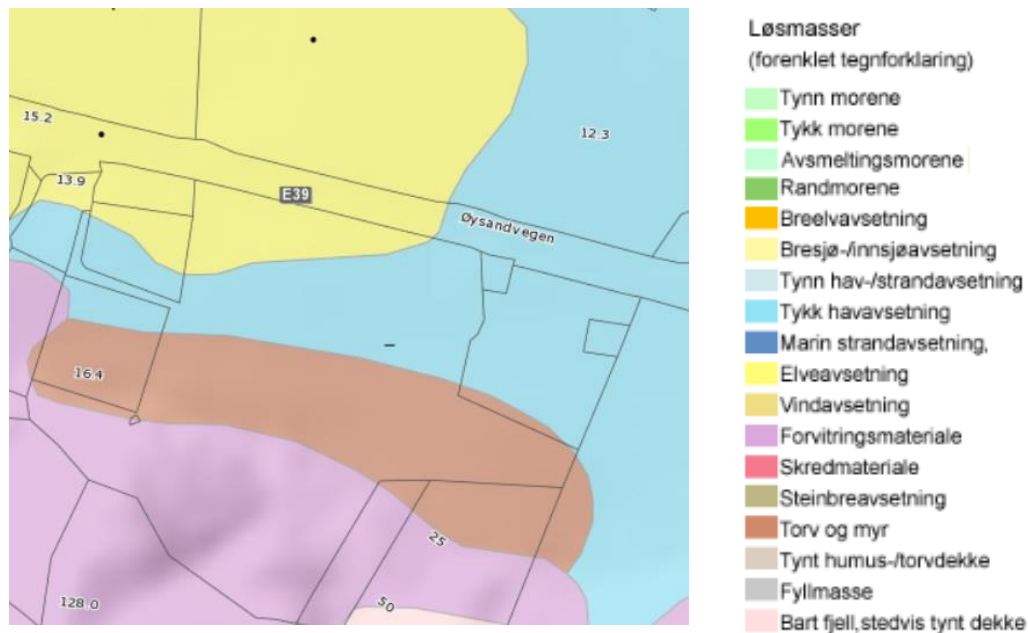 15.2
12.3
13.9
E39
Øysandvegen
16.4
25
128.0
50
Løsmasser
(forenklet tegnforklaring)
Tynn morene
Tykk morene
Avsmeltingsmorene
Randmorene
Breelvavsetning
Bresjø-/innsjøavsetning
Tynn hav-/strandavsetning
Tykk havavsetning
Marin strandavsetning,
Elveavsetning
Vindavsetning
Forvitringsmateriale
Skredmateriale
Steinbreavsetning
Torv og myr
Tynt humus-/torvdekke
Fyllmasse
Bart fjell,stedvis tynt dekke